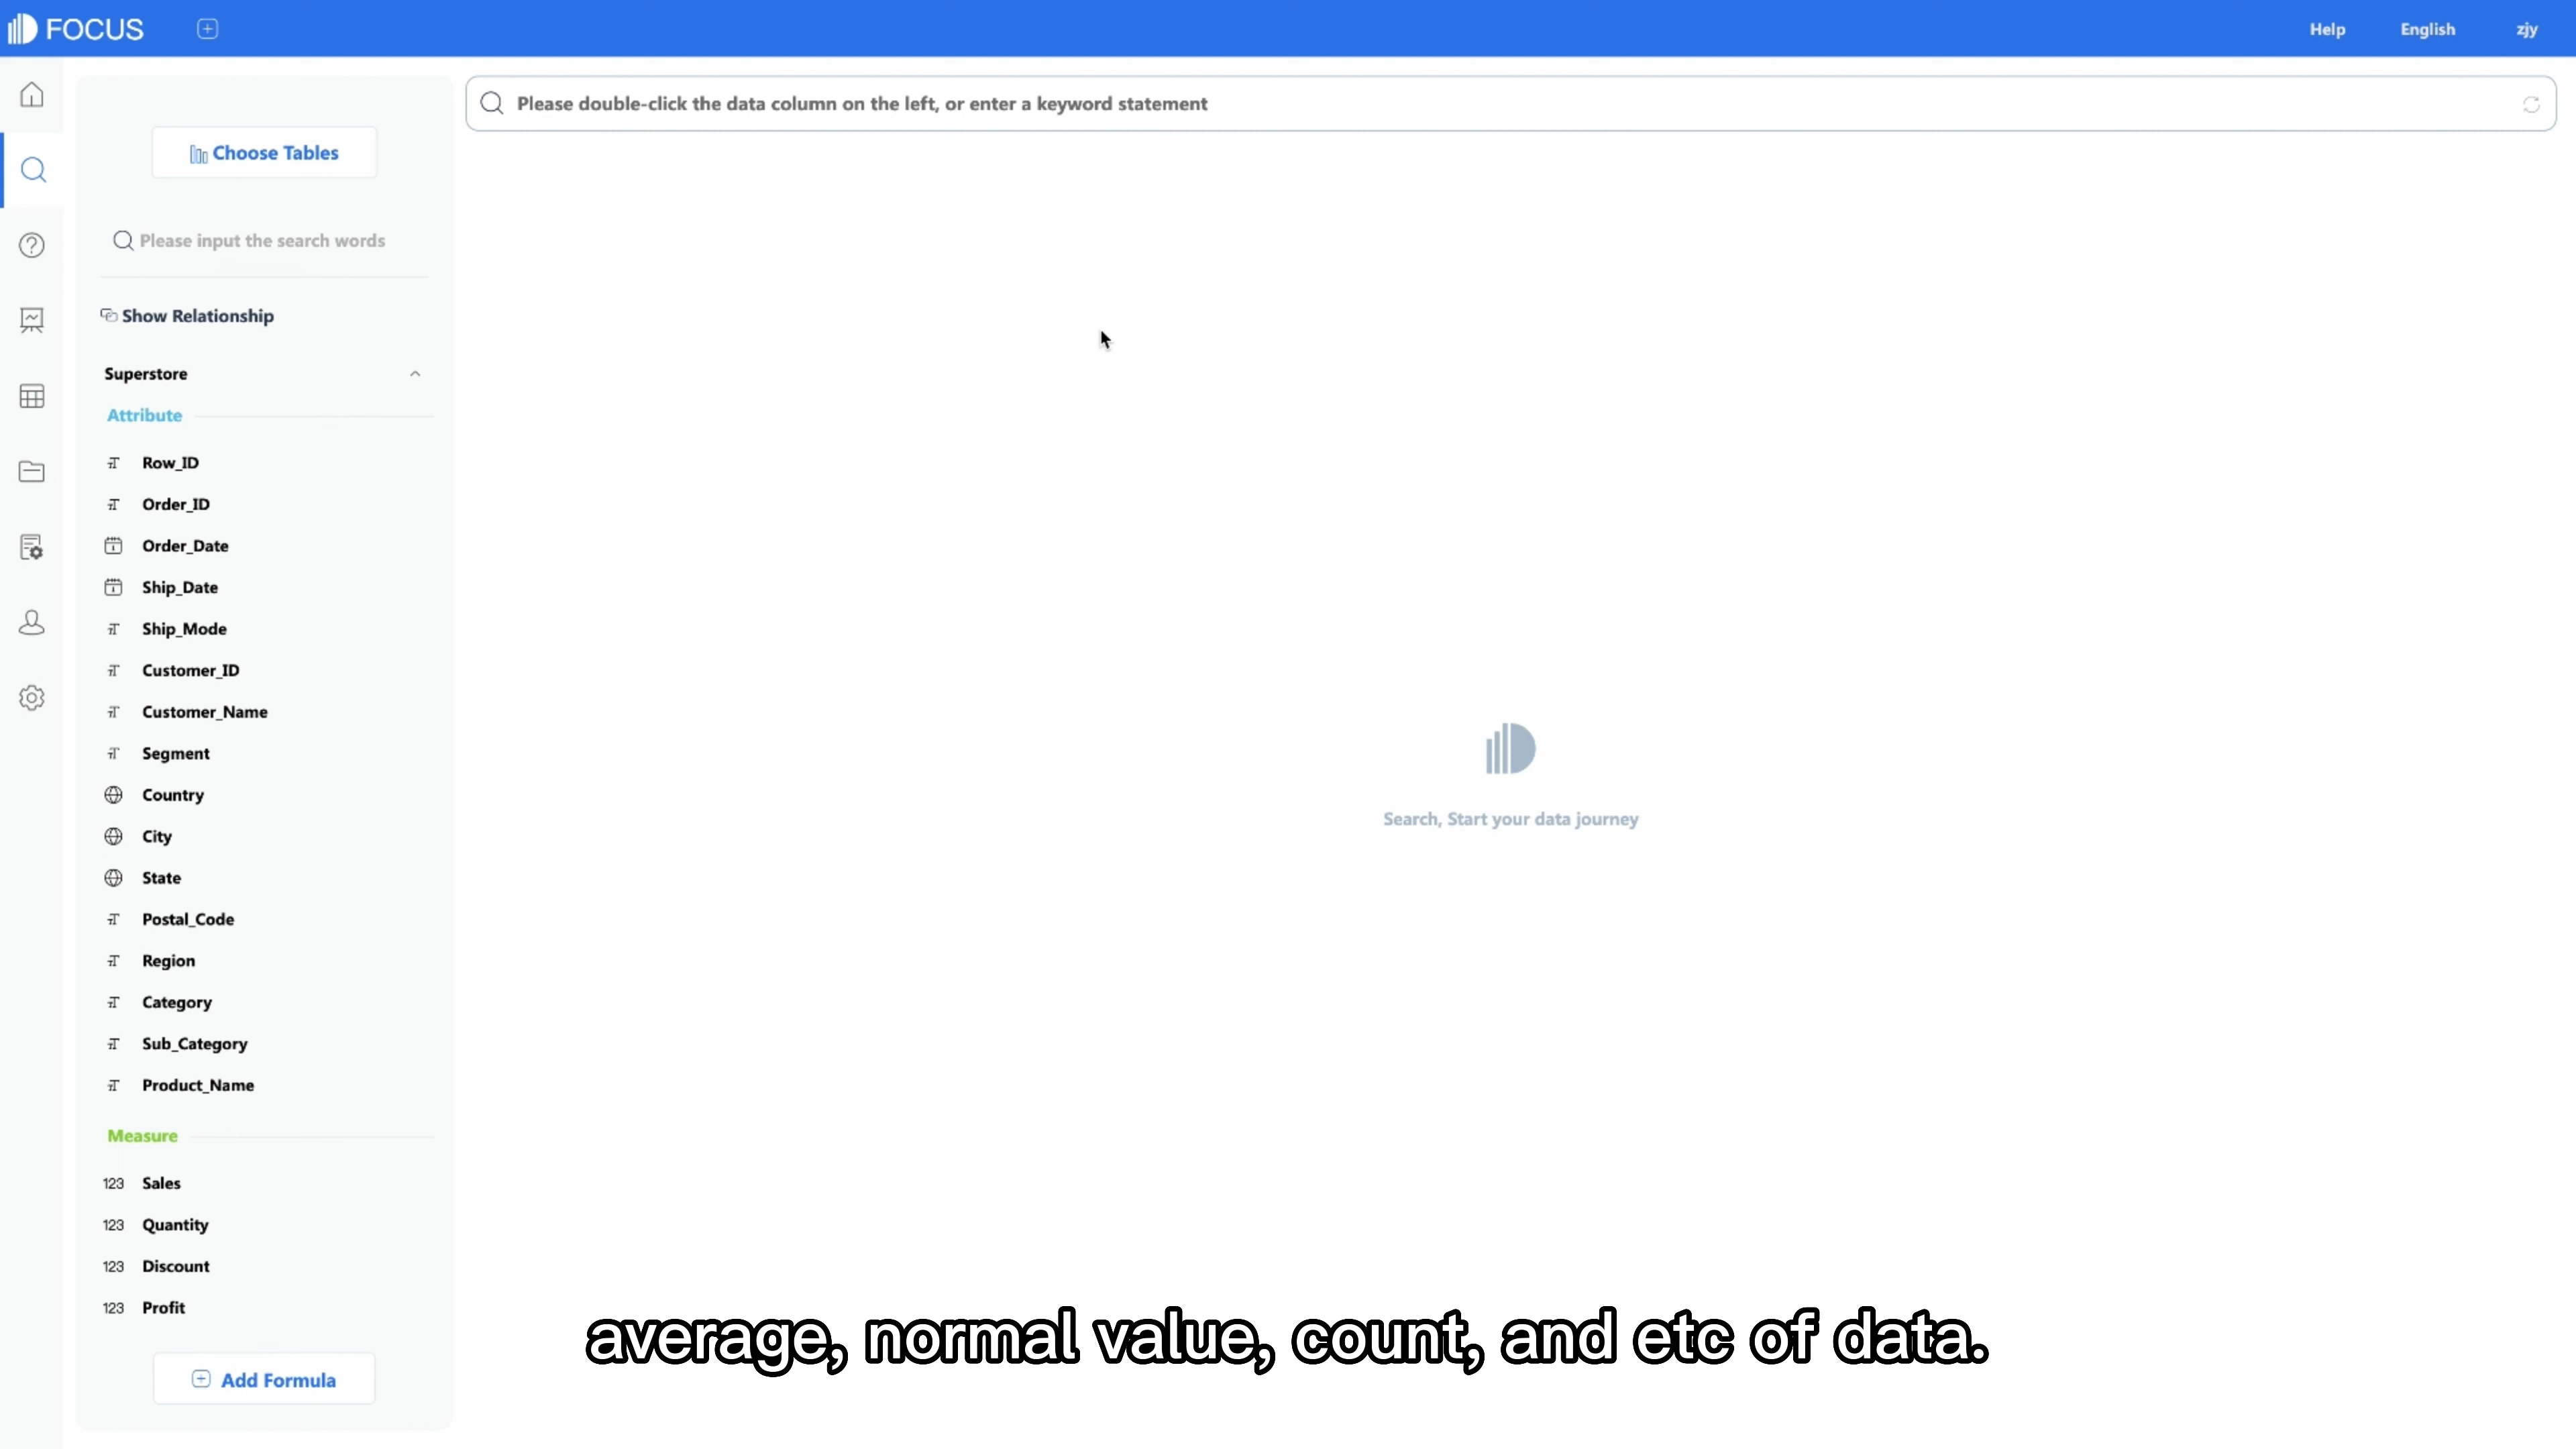 FOCUS
Help
English
zjy
Please double-click the data column on the left, or enter a keyword statement
Choose Tables
Please input the search words
Show Relationship
Superstore
Attribute
Row_ID
Order_ID
Order_Date
Ship_Date
Ship_Mode
Customer_ID
Customer_Name
Segment
Country
City
State
Postal_Code
Region
Category
Sub_Category
Product_Name
Measure
123 Sales
123 Quantity
123 Discount
123 Profit
Add Formula
Search, Start your data journey
average, normal value, count, and etc of data.